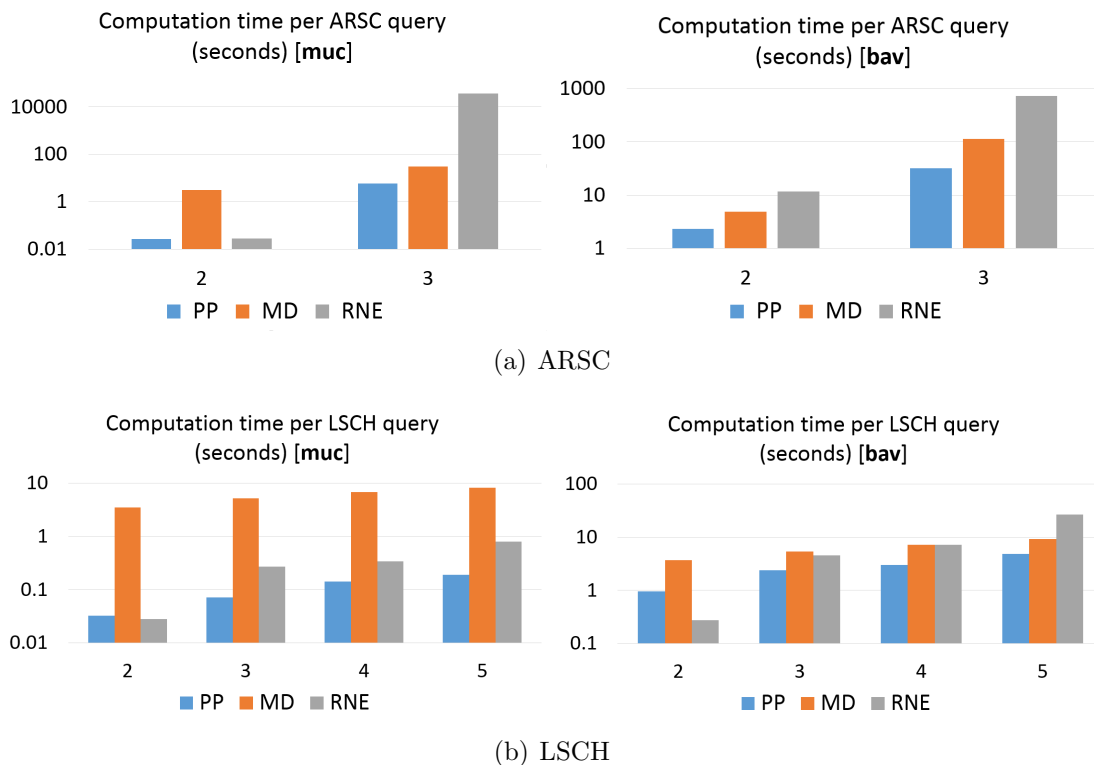 Computation time per ARSC query
(seconds) [muc]
10000
100
1
0.01
2
3
PP MD RNE
Computation time per ARSC query
(seconds) [bav]
1000
100
10
1
2
3
PP MD RNE
(a) ARSC
Computation time per LSCH query
(seconds) [muc]
10
1
0.1
0.01
2
3
4
5
PP MD RNE
Computation time per LSCH query
(seconds) [bav]
100
10
1
0.1
2
3
4
5
PP MD RNE
(b) LSCH